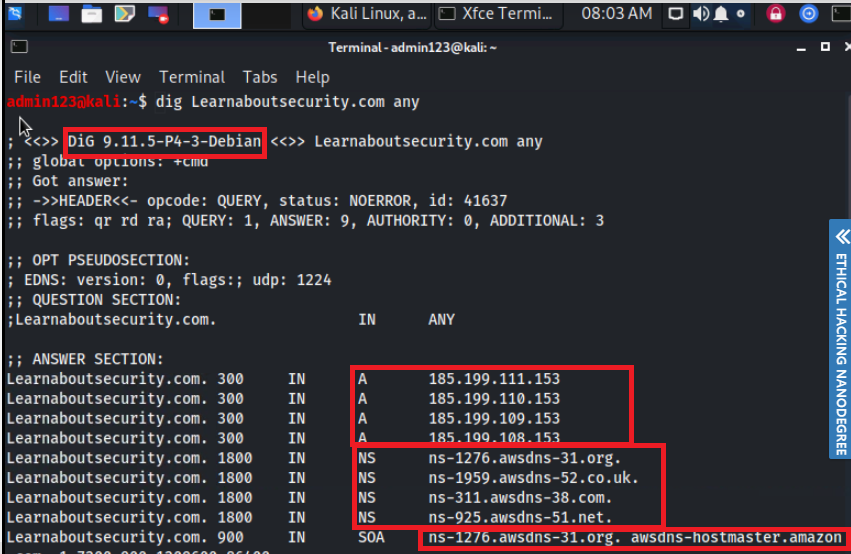 Kali Linux, a...
Xfce Termi...
08:03 AM
Terminal - admin123@kali: ~
File Edit View Terminal Tabs Help
admin123@kali:~$ dig Learnaboutsecurity.com any
; <<>> DiG 9.11.5-P4-3-Debian <<>> Learnaboutsecurity.com any
;; global options: +cmd
;; Got answer:
;; ->>HEADER<<- opcode: QUERY, status: NOERROR, id: 41637
;; flags: qr rd ra; QUERY: 1, ANSWER: 9, AUTHORITY: 0, ADDITIONAL: 3
;; OPT PSEUDOSECTION:
; EDNS: version: 0, flags:; udp: 1224
;; QUESTION SECTION:
;Learnaboutsecurity.com. IN ANY
;; ANSWER SECTION:
Learnaboutsecurity.com. 300 IN A 185.199.111.153
Learnaboutsecurity.com. 300 IN A 185.199.110.153
Learnaboutsecurity.com. 300 IN A 185.199.109.153
Learnaboutsecurity.com. 300 IN A 185.199.108.153
Learnaboutsecurity.com. 1800 IN NS ns-1276.awsdns-31.org.
Learnaboutsecurity.com. 1800 IN NS ns-1959.awsdns-52.co.uk.
Learnaboutsecurity.com. 1800 IN NS ns-311.awsdns-38.com.
Learnaboutsecurity.com. 1800 IN NS ns-925.awsdns-51.net.
Learnaboutsecurity.com. 900 IN SOA ns-1276.awsdns-31.org. awsdns-hostmaster.amazon
.com. 1 7200 900 1209600 86400
ETHICAL HACKING NANODEGREE